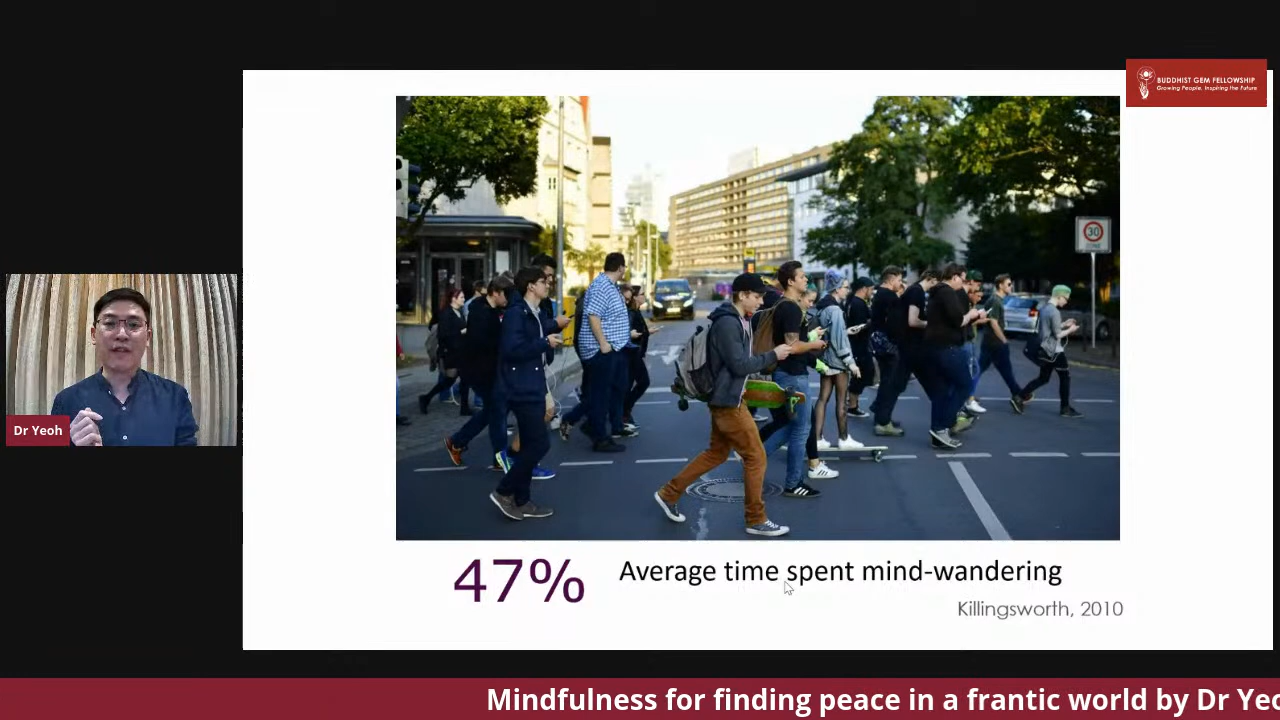 BUDDHIST GEM FELLOWSHIP
Growing People, Inspiring the Future
30
Dr Yeoh
47%
Average time spent mind-wandering
Killingsworth, 2010
Mindfulness for finding peace in a frantic world by Dr Yeo